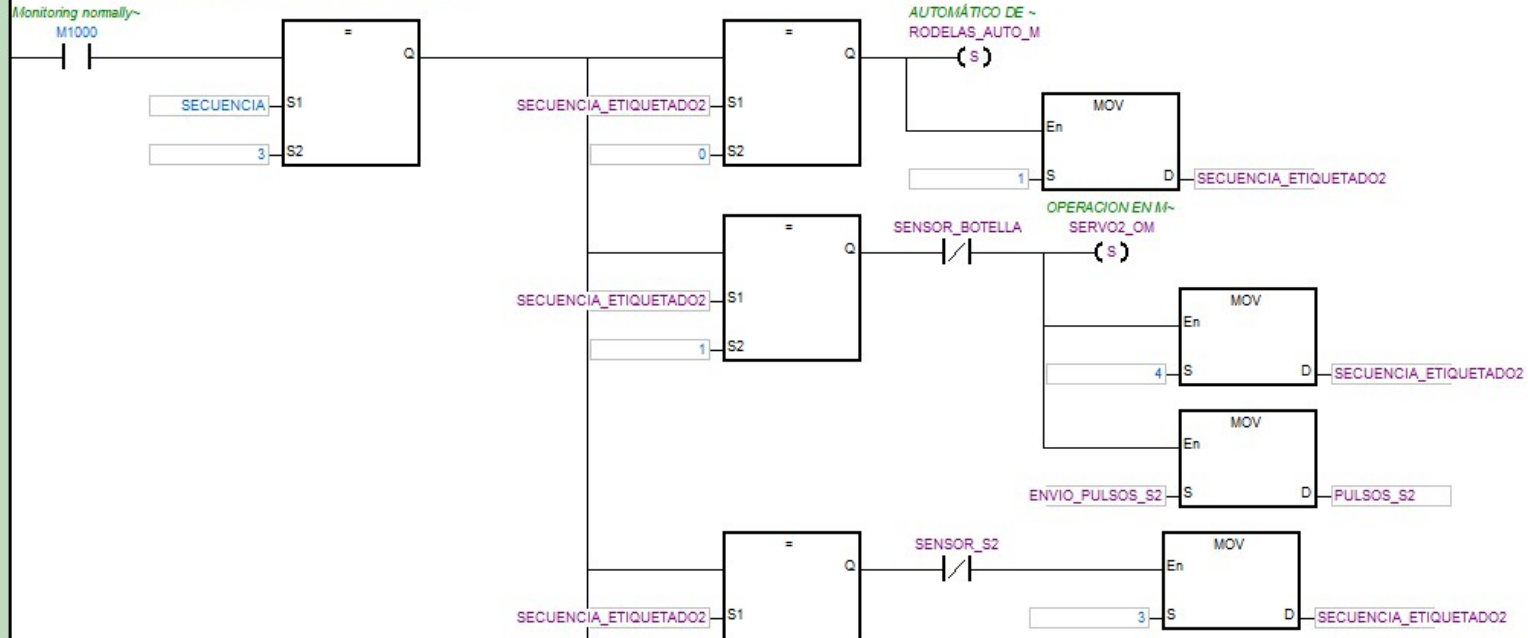 Monitoring normally~
M1000
=
Q
SECUENCIA
S1
3
S2
=
Q
SECUENCIA_ETIQUETADO2
S1
0
S2
AUTOMÁTICO DE ~
RODELAS_AUTO_M
S
MOV
En
1
S
D
SECUENCIA_ETIQUETADO2
=
Q
SECUENCIA_ETIQUETADO2
S1
1
S2
SENSOR_BOTELLA
OPERACION EN M~
SERVO2_OM
S
MOV
En
4
S
D
SECUENCIA_ETIQUETADO2
MOV
En
ENVIO_PULSOS_S2
S
D
PULSOS_S2
=
Q
SECUENCIA_ETIQUETADO2
S1
SENSOR_S2
MOV
En
3
S
D
SECUENCIA_ETIQUETADO2